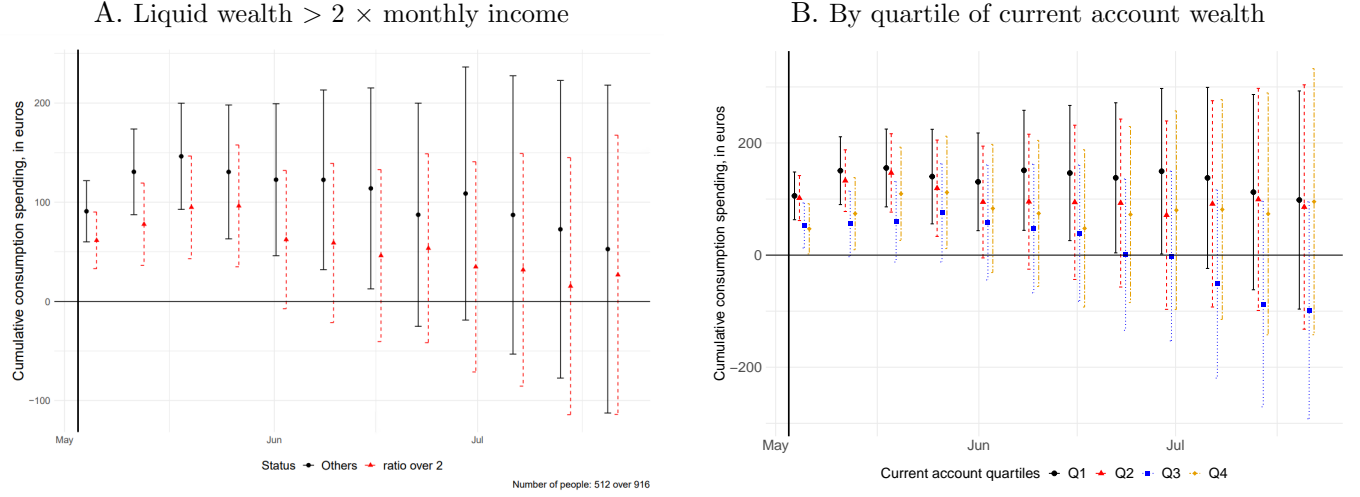 A. Liquid wealth > 2 × monthly income
Cumulative consumption spending, in euros
200
100
0
−100
May
Jun
Jul
Status Others ratio over 2
Number of people: 512 over 916
B. By quartile of current account wealth
Cumulative consumption spending, in euros
200
0
−200
May
Jun
Jul
Current account quartiles Q1 Q2 Q3 Q4